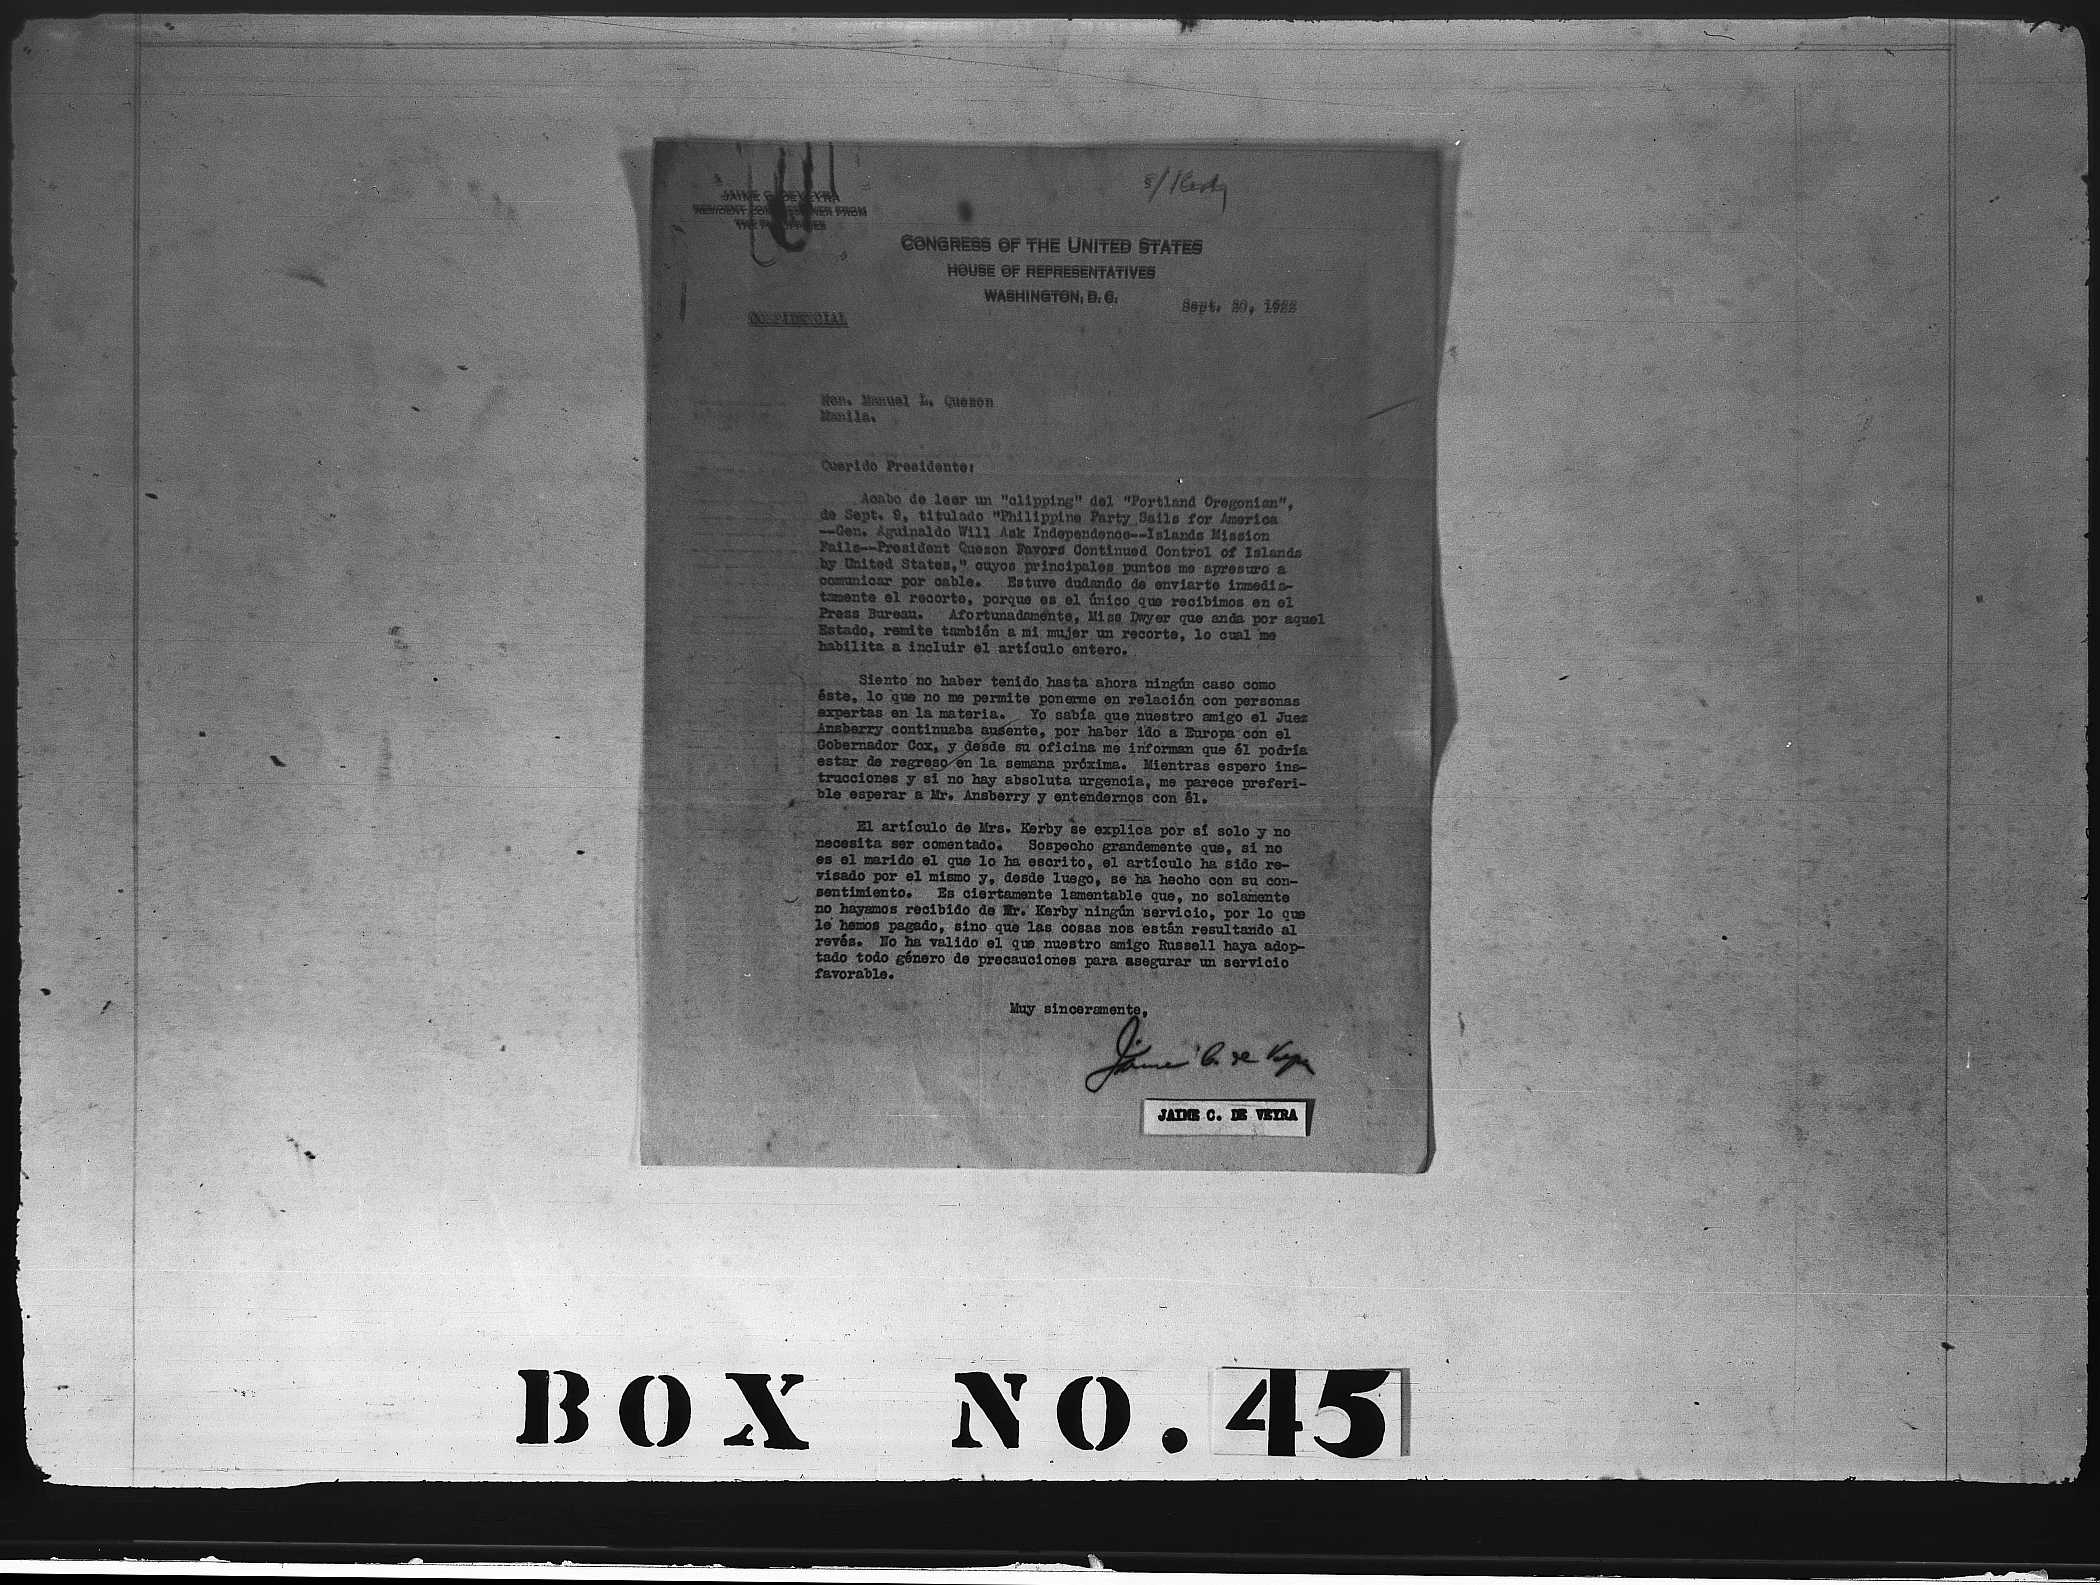 JAIME C. DE VEYRA
RESIDENT COMMISSIONER FROM
THE PHILIPPINES
CONGRESS OF THE UNITED STATES
HOUSE OF REPRESENTATIVES
WASHINGTON, D. C.
Sept. 20, 1922
CONFIDENCIAL
Hon. Manuel L. Quezon
Manila.
Querido Presidente:
Acabo de leer un "clipping" del "Portland Oregonian",
de Sept. 9, titulado "Philippine Party Sails for America
--Gen. Aguinaldo Will Ask Independence--Islands Mission
Fails--President Quezon Favors Continued Control of Islands
by United States," cuyos principales puntos me apresuro a
comunicar por cable. Estuve dudando de enviarte inmedia-
tamente el recorte, porque es el único que recibimos en el
Press Bureau. Afortunadamente, Miss Dwyer que anda por aquel
Estado, remite también a mi mujer un recorte, lo cual me
habilita a incluir el artículo entero.
Siento no haber tenido hasta ahora ningún caso como
éste, lo que no me permite ponerme en relación con personas
expertas en la materia. Yo sabía que nuestro amigo el Juez
Ansberry continuaba ausente, por haber ido a Europa con el
Gobernador Cox, y desde su oficina me informan que él podría
estar de regreso en la semana próxima. Mientras espero ins-
trucciones y si no hay absoluta urgencia, me parece preferi-
ble esperar a Mr. Ansberry y entendernos con él.
El artículo de Mrs. Kerby se explica por sí solo y no
necesita ser comentado. Sospecho grandemente que, si no
es el marido el que lo ha escrito, el artículo ha sido re-
visado por el mismo y, desde luego, se ha hecho con su con-
sentimiento. Es ciertamente lamentable que, no solamente
no hayamos recibido de Mr. Kerby ningún servicio, por lo que
le hemos pagado, sino que las cosas nos están resultando al
revés. No ha valido el que nuestro amigo Russell haya adop-
tado todo género de precauciones para asegurar un servicio
favorable.
Muy sinceramente,
Jaime C. de Veyra
JAIME C. DE VEYRA
BOX NO. 45